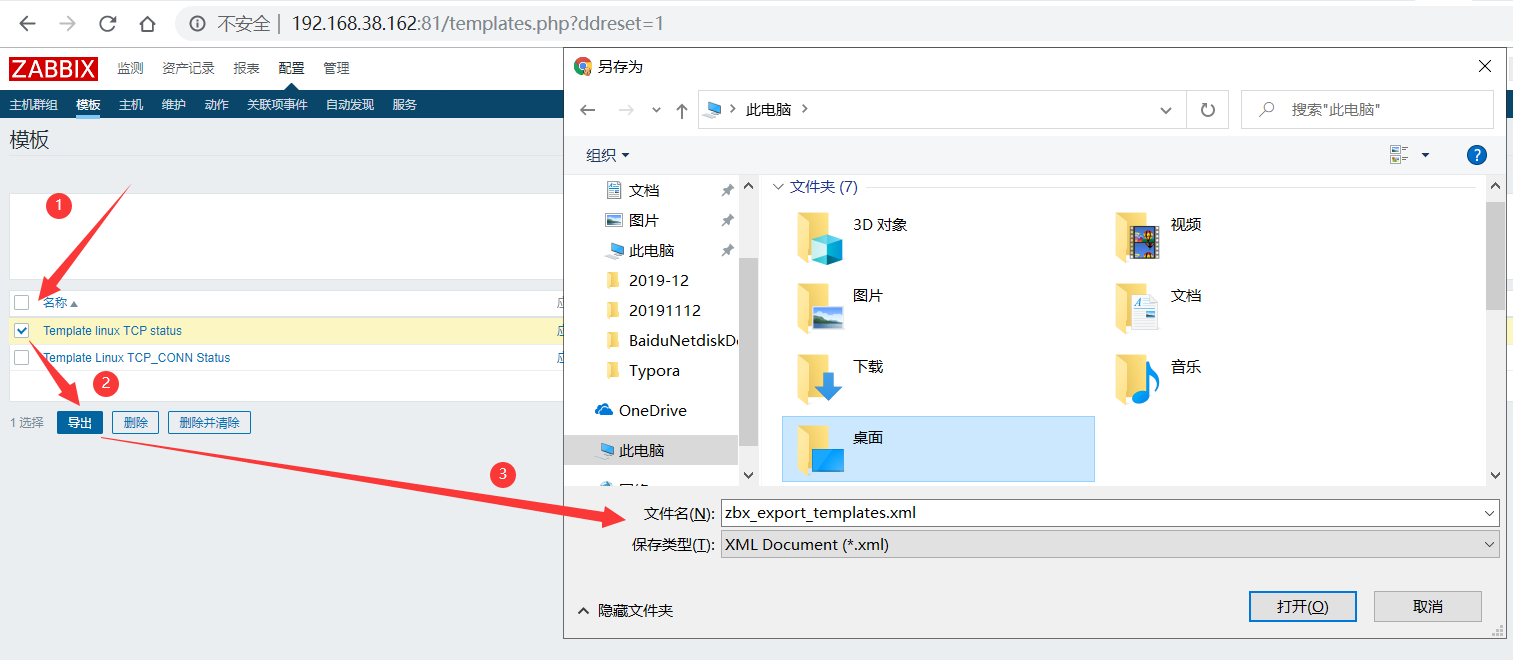 不安全 | 192.168.38.162:81/templates.php?ddreset=1
ZABBIX 监测 资产记录 报表 配置 管理
主机群组 模板 主机 维护 动作 关联项事件 自动发现 服务
模板
1
名称
Template linux TCP status
Template Linux TCP_CONN Status
2
1 选择 导出 删除 删除并清除
3
另存为
此电脑
搜索"此电脑"
组织
?
文档
图片
此电脑
2019-12
20191112
BaiduNetdiskD
Typora
OneDrive
此电脑
文件夹 (7)
3D 对象
视频
图片
文档
下载
音乐
桌面
文件名(N): zbx_export_templates.xml
保存类型(T): XML Document (*.xml)
隐藏文件夹
打开(O) 取消